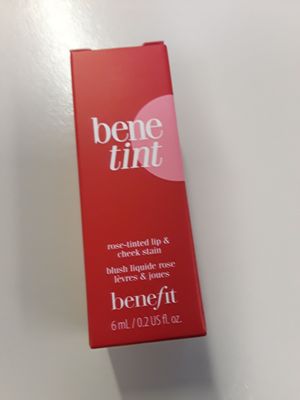 bene
tint
rose-tinted lip &
cheek stain
blush liquide rose
lèvres & joues
benefit
6 mL / 0.2 US fl. oz.